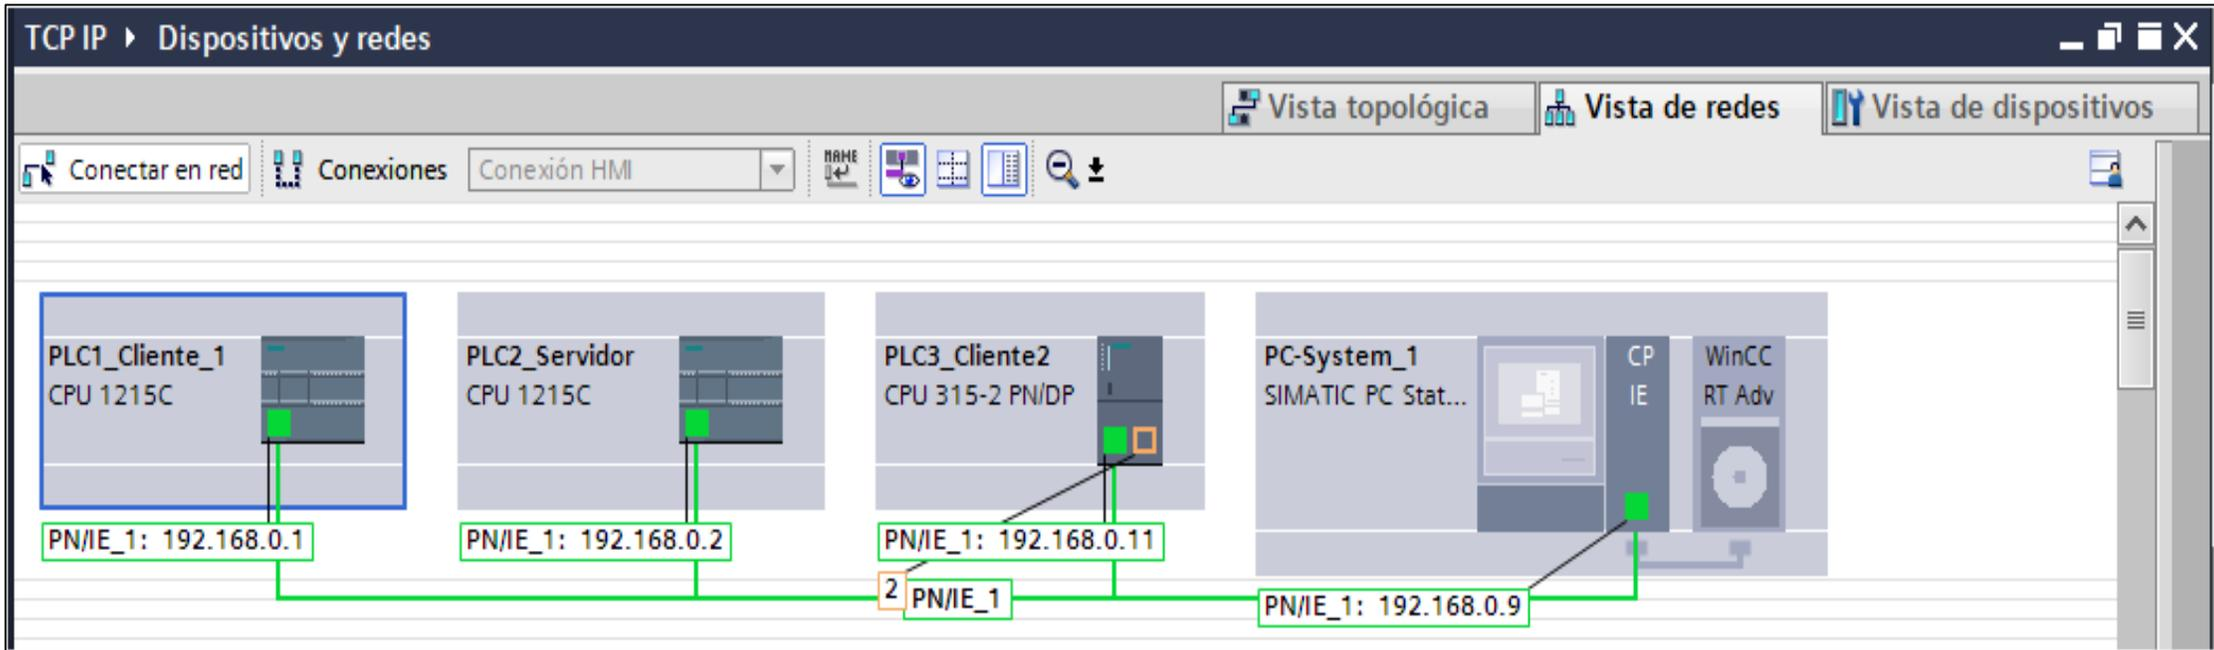 TCP IP ▸ Dispositivos y redes
Vista topológica
Vista de redes
Vista de dispositivos
Conectar en red
Conexiones
Conexión HMI
NAME
PLC1_Cliente_1
CPU 1215C
PLC2_Servidor
CPU 1215C
PLC3_Cliente2
CPU 315-2 PN/DP
PC-System_1
SIMATIC PC Stat...
CP
IE
WinCC
RT Adv
PN/IE_1: 192.168.0.1
PN/IE_1: 192.168.0.2
PN/IE_1: 192.168.0.11
2
PN/IE_1
PN/IE_1: 192.168.0.9